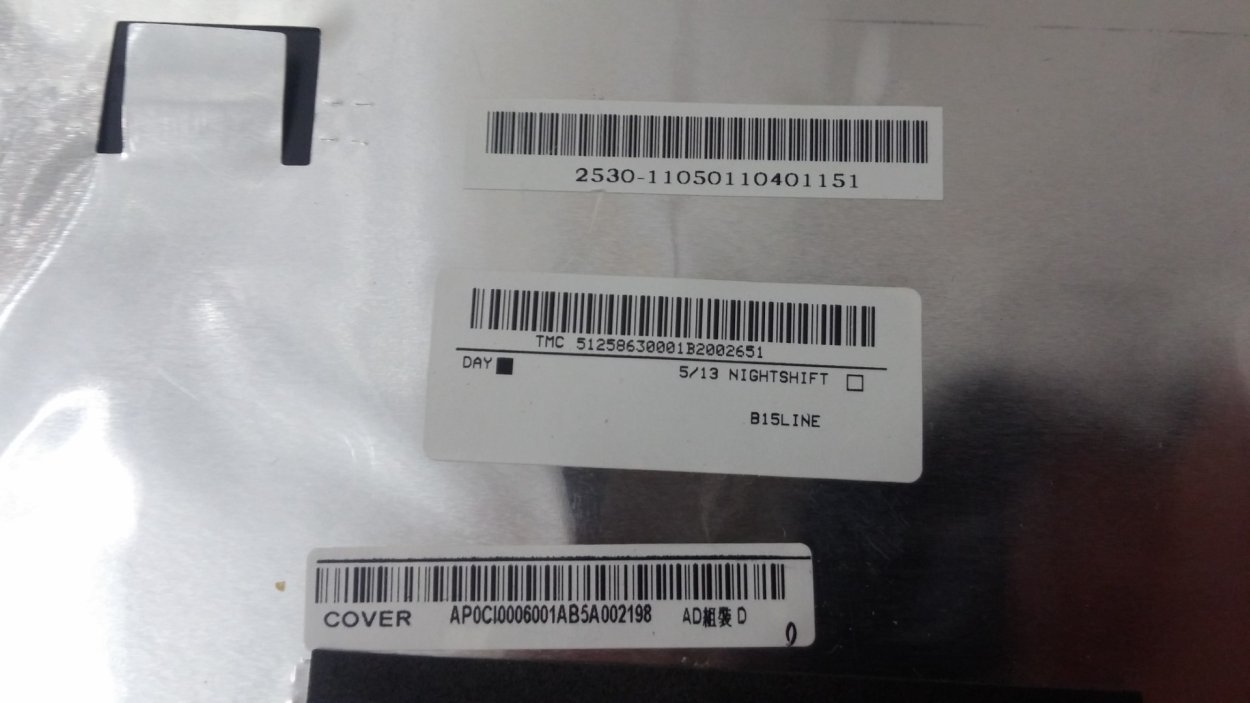 2530-11050110401151
TMC 51258630001B2002651
DAY 5/13 NIGHTSHIFT
B15LINE
COVER AP0CI0006001AB5A002198 AD組裝 D